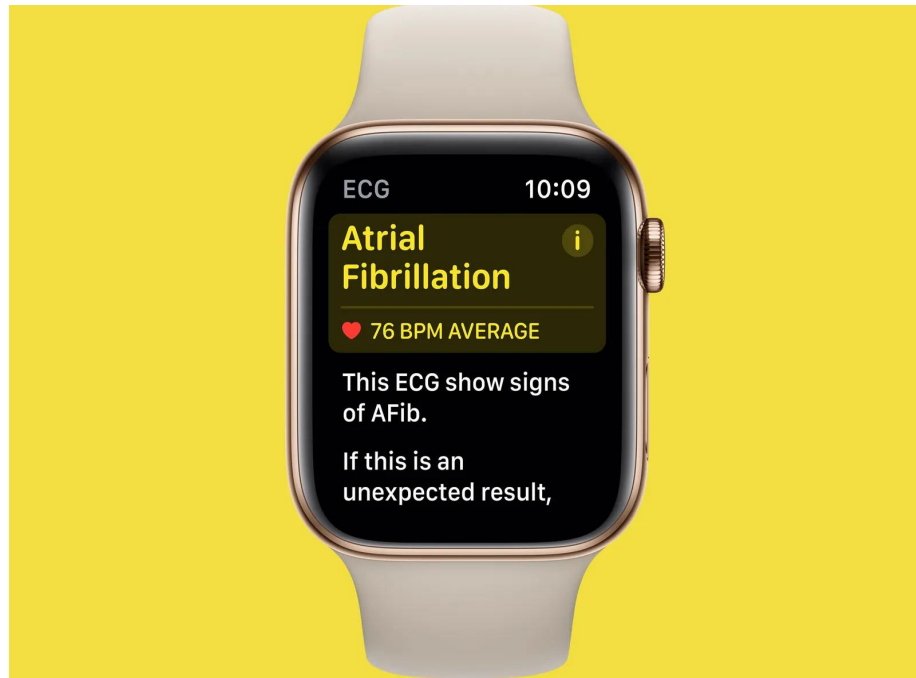 ECG 10:09
Atrial
Fibrillation
i
76 BPM AVERAGE
This ECG show signs
of AFib.
If this is an
unexpected result,